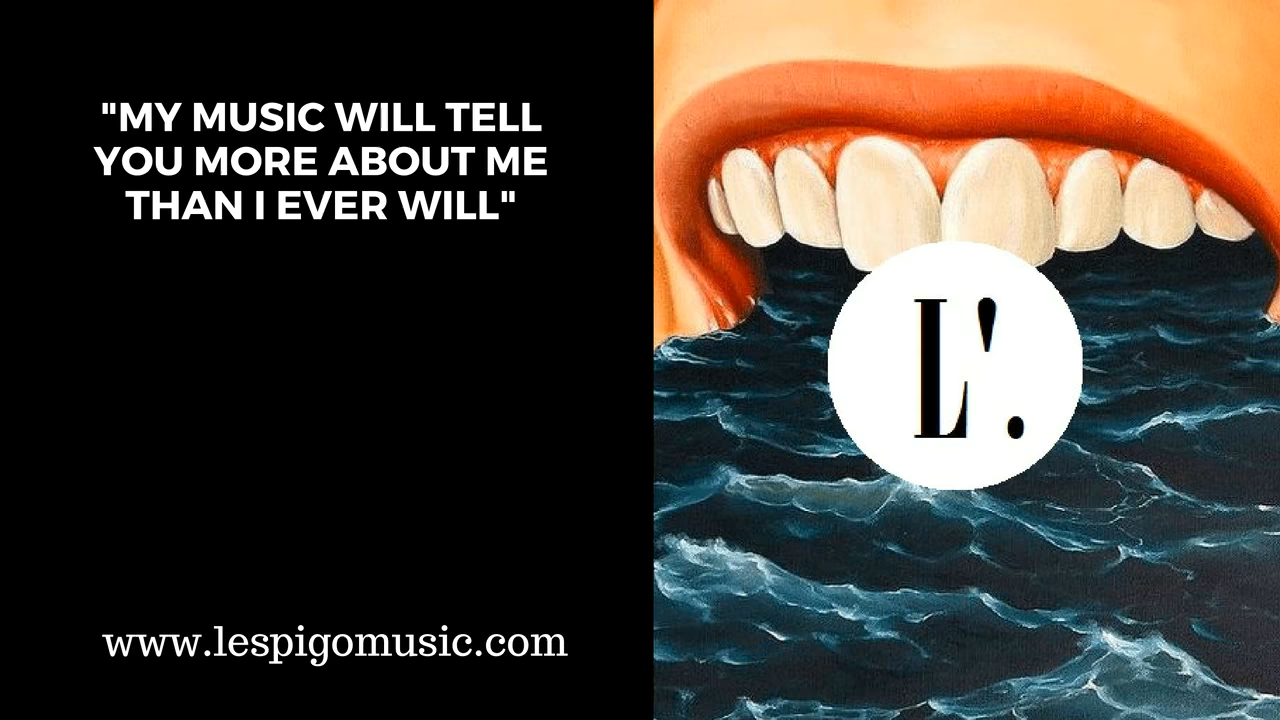 "MY MUSIC WILL TELL
YOU MORE ABOUT ME
THAN I EVER WILL"
L'.
www.lespigomusic.com